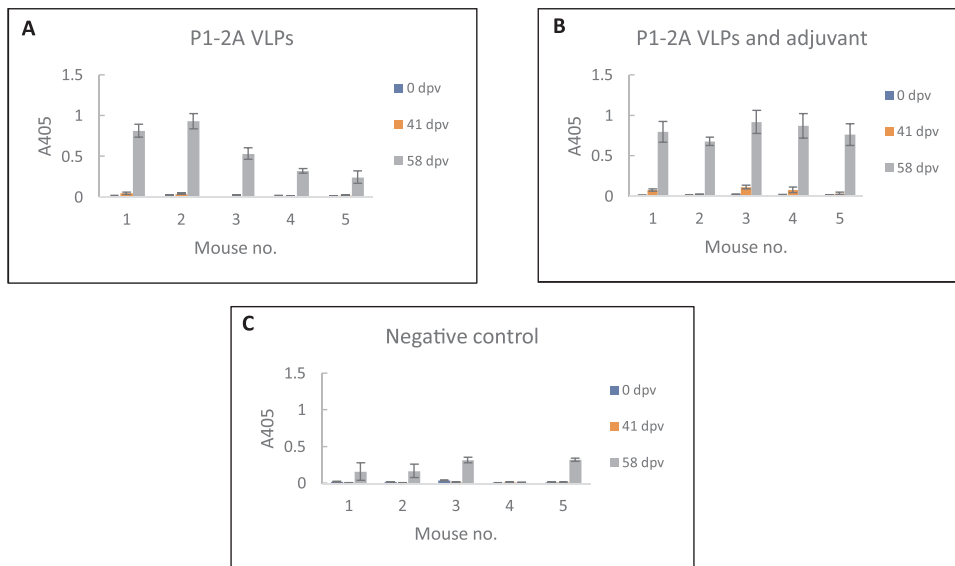 A
P1-2A VLPs
1.5
1
0.5
0
A405
1 2 3 4 5
Mouse no.
0 dpv
41 dpv
58 dpv
B
P1-2A VLPs and adjuvant
1.5
1
0.5
0
A405
1 2 3 4 5
Mouse no.
0 dpv
41 dpv
58 dpv
C
Negative control
1.5
1
0.5
0
A405
1 2 3 4 5
Mouse no.
0 dpv
41 dpv
58 dpv